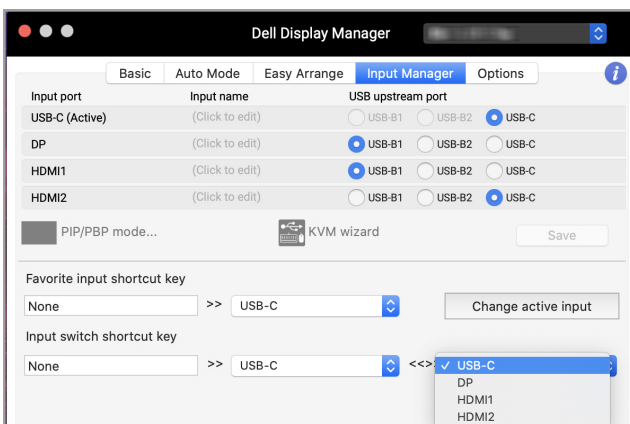 Dell Display Manager
Basic Auto Mode Easy Arrange Input Manager Options i
Input port Input name USB upstream port
USB-C (Active) (Click to edit) USB-B1 USB-B2 USB-C
DP (Click to edit) USB-B1 USB-B2 USB-C
HDMI1 (Click to edit) USB-B1 USB-B2 USB-C
HDMI2 (Click to edit) USB-B1 USB-B2 USB-C
PIP/PBP mode... KVM wizard Save
Favorite input shortcut key
None >> USB-C Change active input
Input switch shortcut key
None >> USB-C <<>> ✓ USB-C
DP
HDMI1
HDMI2